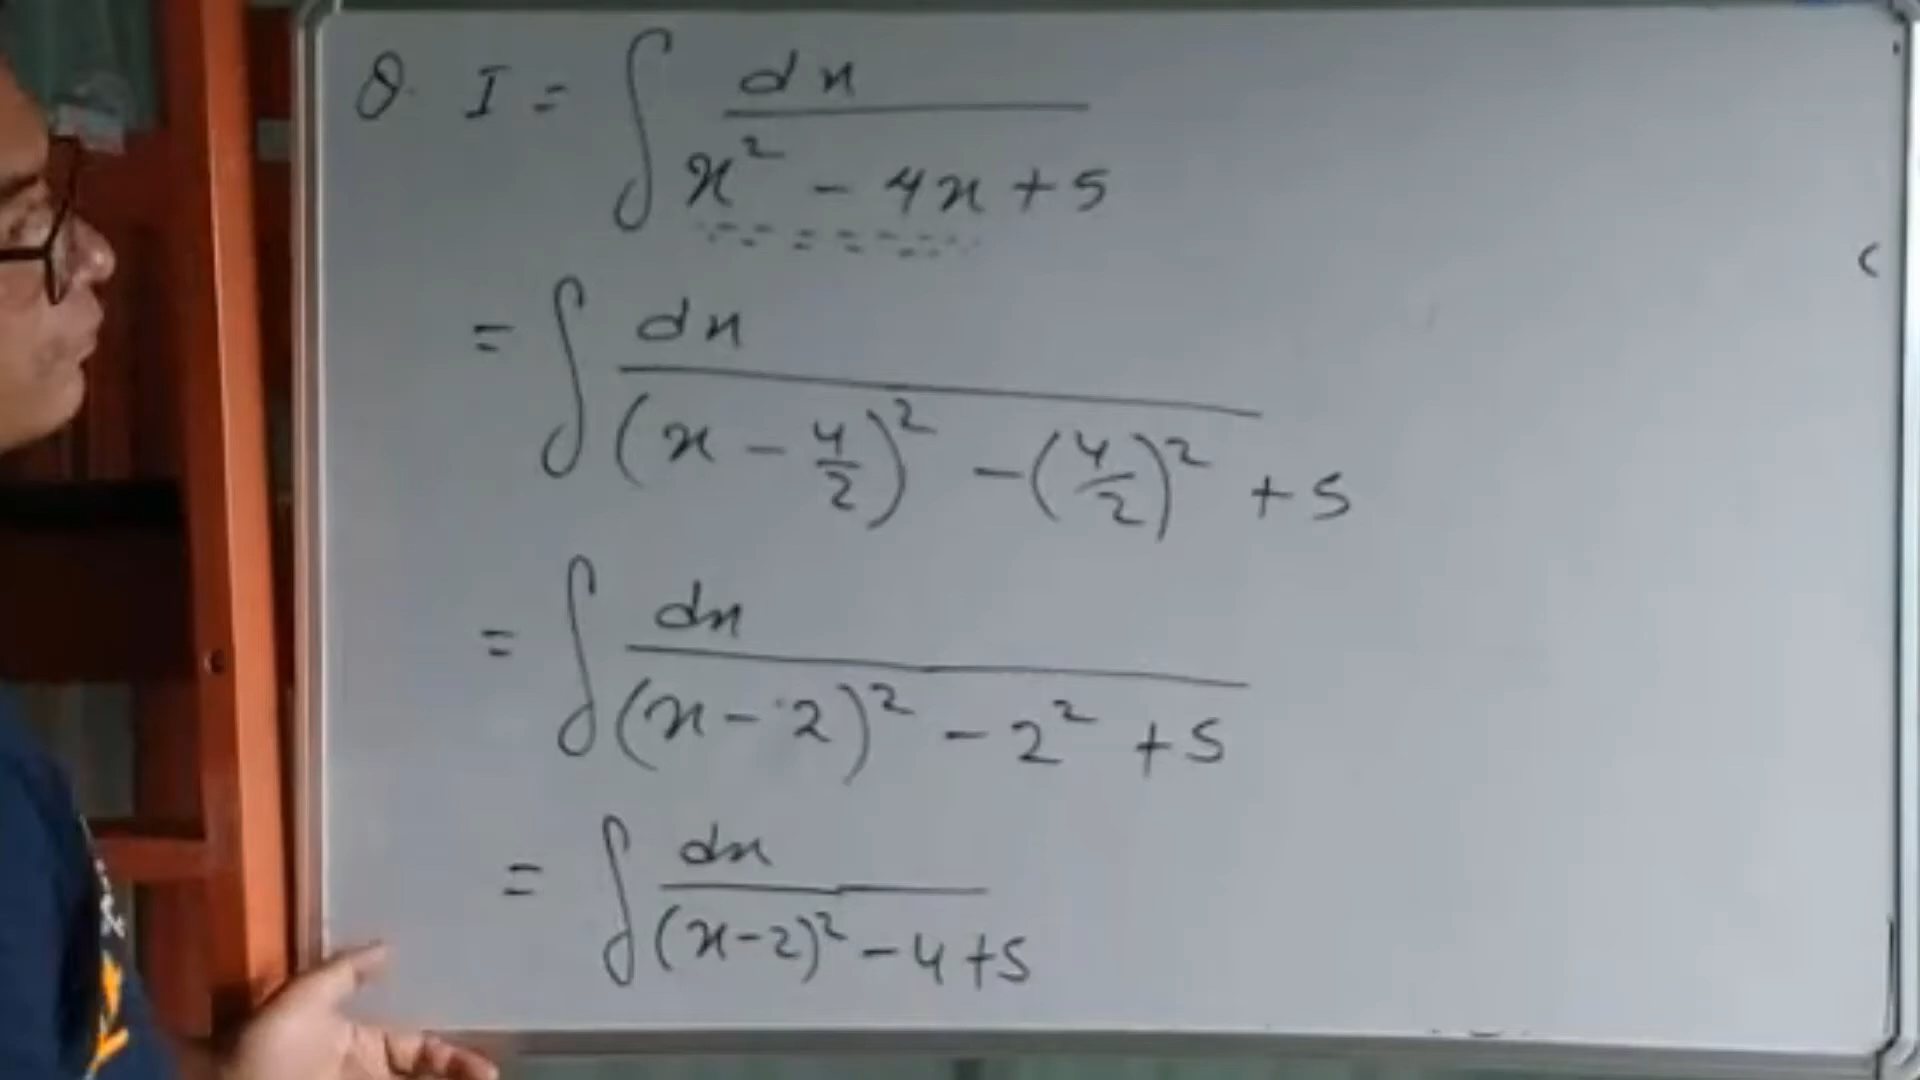 Q. I = ∫ dx / (x² - 4x + 5)
= ∫ dx / ((x - 4/2)² - (4/2)² + 5)
= ∫ dx / ((x - 2)² - 2² + 5)
= ∫ dx / ((x-2)² - 4 + 5)